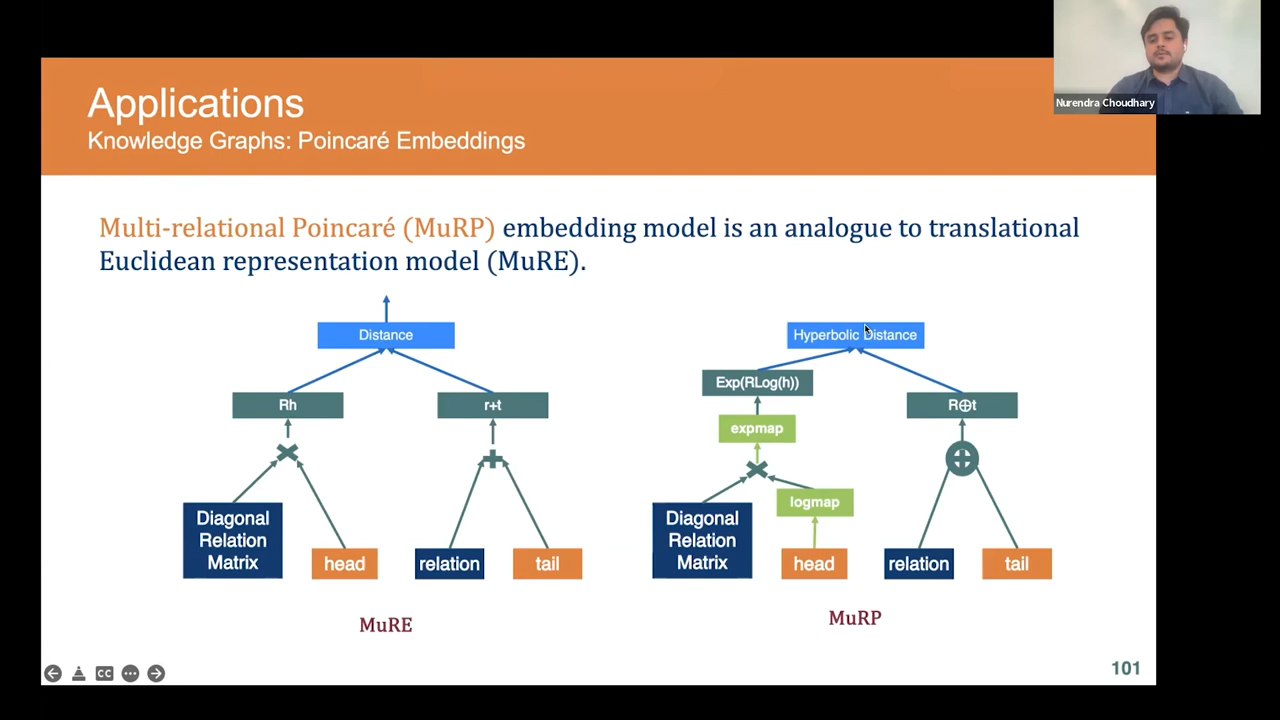 Nurendra Choudhary
Applications
Knowledge Graphs: Poincaré Embeddings
Multi-relational Poincaré (MuRP) embedding model is an analogue to translational
Euclidean representation model (MuRE).
Distance
Rh
r+t
Diagonal
Relation
Matrix
head
relation
tail
MuRE
Hyperbolic Distance
Exp(RLog(h))
expmap
R⊕t
logmap
Diagonal
Relation
Matrix
head
relation
tail
MuRP
CC
101